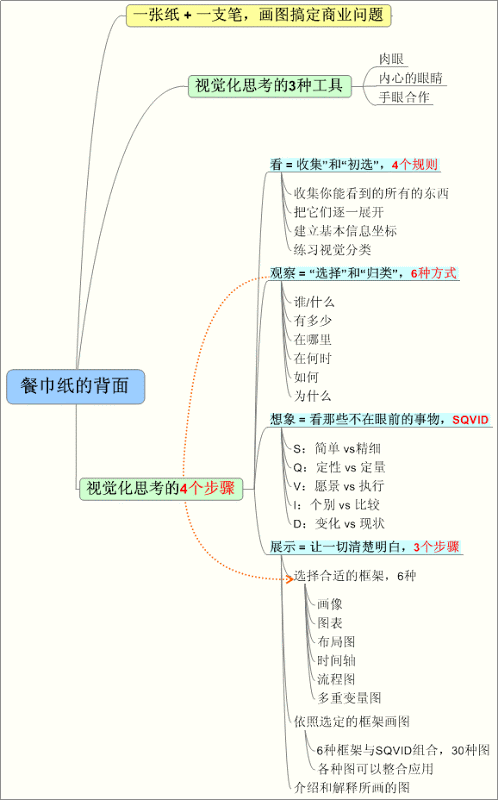 一张纸 + 一支笔，画图搞定商业问题
视觉化思考的3种工具
肉眼
内心的眼睛
手眼合作
餐巾纸的背面
视觉化思考的4个步骤
看 = 收集”和“初选”，4个规则
收集你能看到的所有的东西
把它们逐一展开
建立基本信息坐标
练习视觉分类
观察 = “选择”和“归类”，6种方式
谁/什么
有多少
在哪里
在何时
如何
为什么
想象 = 看那些不在眼前的事物，SQVID
S：简单 vs精细
Q：定性 vs 定量
V：愿景 vs 执行
I：个别 vs 比较
D：变化 vs 现状
展示 = 让一切清楚明白，3个步骤
选择合适的框架，6种
画像
图表
布局图
时间轴
流程图
多重变量图
依照选定的框架画图
6种框架与SQVID组合，30种图
各种图可以整合应用
介绍和解释所画的图